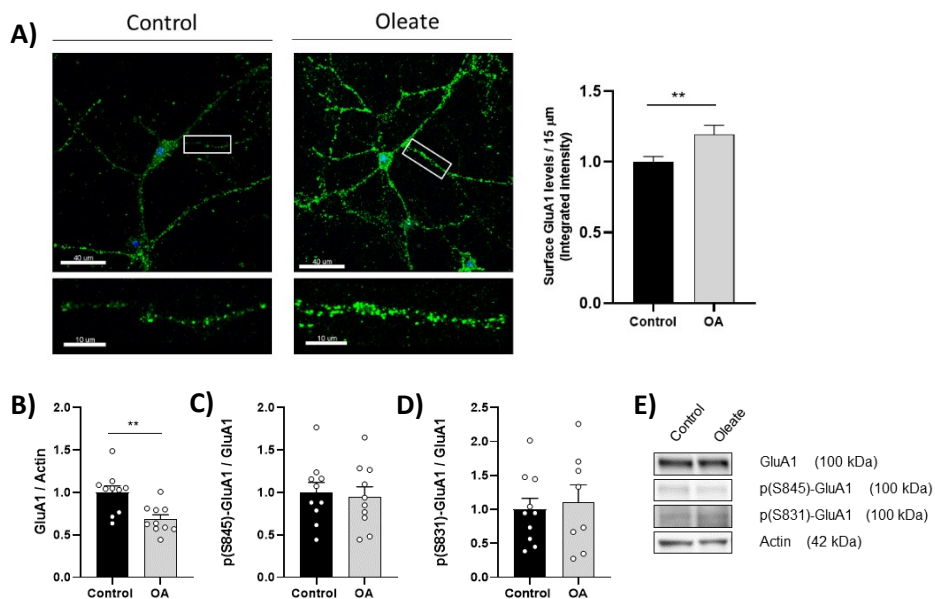 A)
Control
Oleate
40 um
40 um
10 um
10 um
Surface GluA1 levels / 15 µm
(Integrated Intensity)
1.5
1.0
0.5
0.0
**
Control
OA
B)
GluA1 / Actin
2.0
1.5
1.0
0.5
0.0
**
Control
OA
C)
p(S845)-GluA1 / GluA1
2.0
1.5
1.0
0.5
0.0
Control
OA
D)
p(S831)-GluA1 / GluA1
2.5
2.0
1.5
1.0
0.5
0.0
Control
OA
E)
Control
Oleate
GluA1 (100 kDa)
p(S845)-GluA1 (100 kDa)
p(S831)-GluA1 (100 kDa)
Actin (42 kDa)